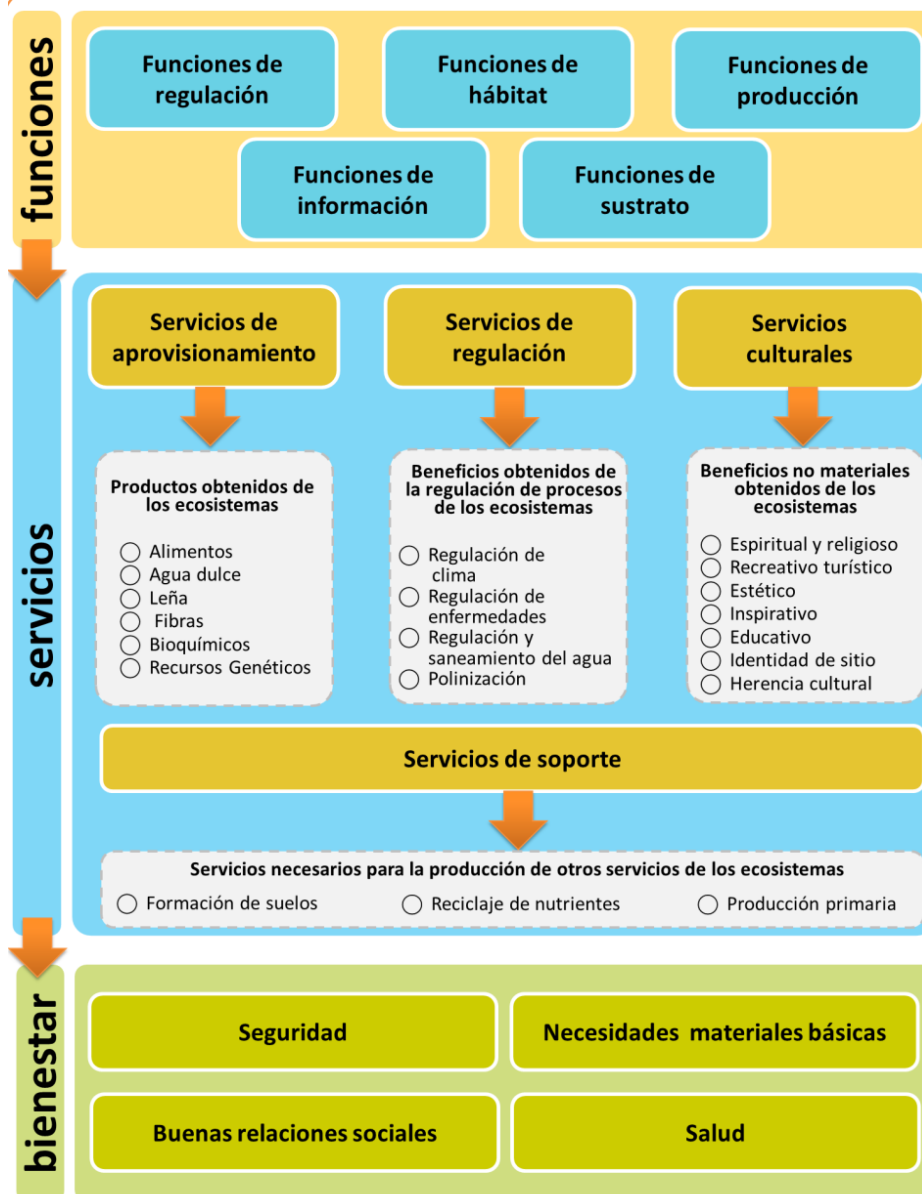 funciones
Funciones de
regulación
Funciones de
hábitat
Funciones de
producción
Funciones de
información
Funciones de
sustrato
servicios
Servicios de
aprovisionamiento
Servicios de
regulación
Servicios
culturales
Productos obtenidos de
los ecosistemas
Alimentos
Agua dulce
Leña
Fibras
Bioquímicos
Recursos Genéticos
Beneficios obtenidos de
la regulación de procesos
de los ecosistemas
Regulación de
clima
Regulación de
enfermedades
Regulación y
saneamiento del agua
Polinización
Beneficios no materiales
obtenidos de los
ecosistemas
Espiritual y religioso
Recreativo turístico
Estético
Inspirativo
Educativo
Identidad de sitio
Herencia cultural
Servicios de soporte
Servicios necesarios para la producción de otros servicios de los ecosistemas
Formación de suelos
Reciclaje de nutrientes
Producción primaria
bienestar
Seguridad
Necesidades materiales básicas
Buenas relaciones sociales
Salud